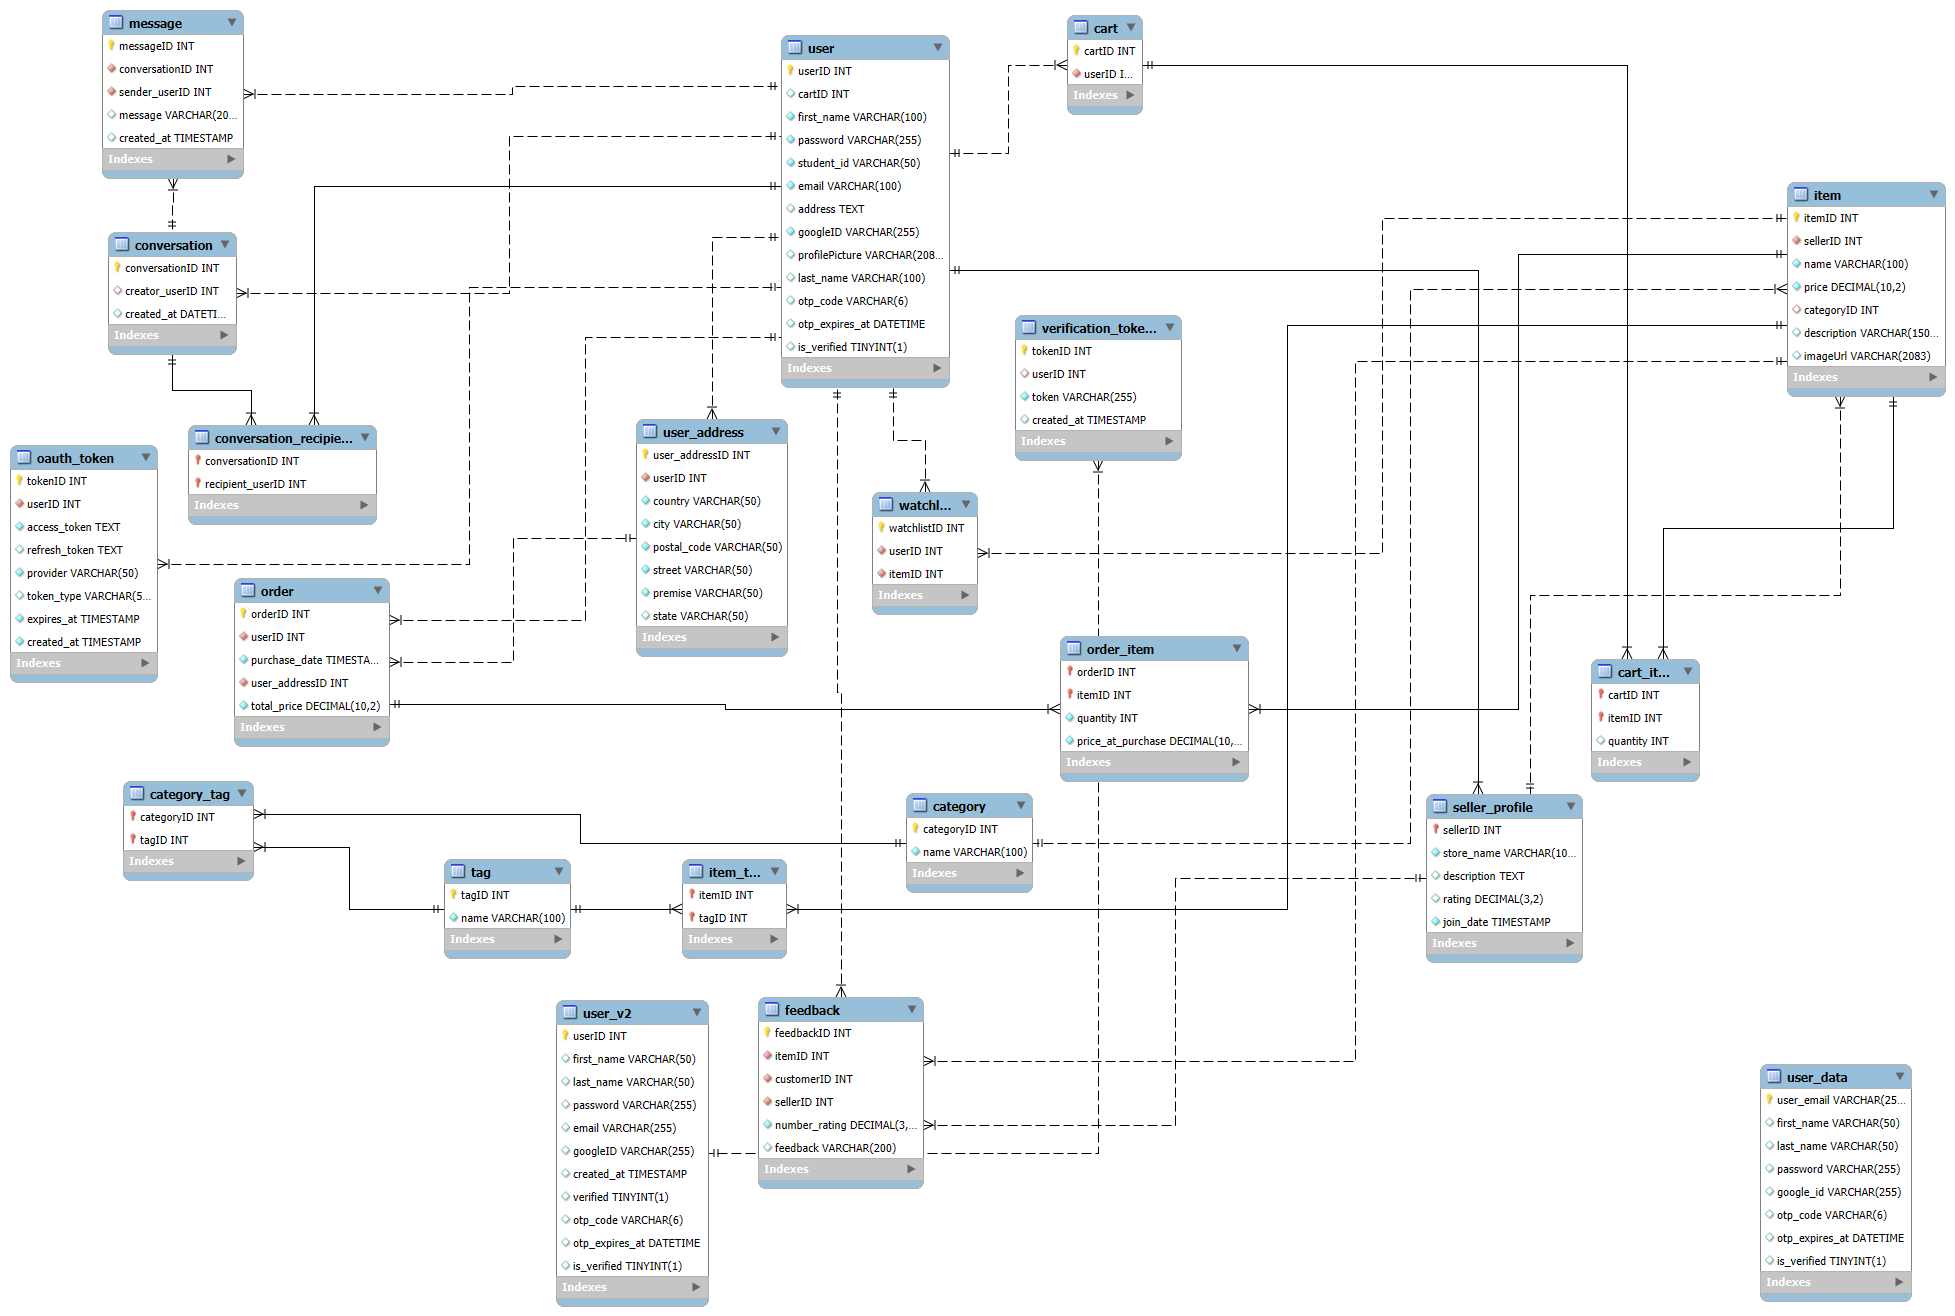 message
messageID INT
conversationID INT
sender_userID INT
message VARCHAR(20...
created_at TIMESTAMP
Indexes
user
userID INT
cartID INT
first_name VARCHAR(100)
password VARCHAR(255)
student_id VARCHAR(50)
email VARCHAR(100)
address TEXT
googleID VARCHAR(255)
profilePicture VARCHAR(208...
last_name VARCHAR(100)
otp_code VARCHAR(6)
otp_expires_at DATETIME
is_verified TINYINT(1)
Indexes
cart
cartID INT
userID I...
Indexes
item
itemID INT
sellerID INT
name VARCHAR(100)
price DECIMAL(10,2)
categoryID INT
description VARCHAR(150...
imageUrl VARCHAR(2083)
Indexes
conversation
conversationID INT
creator_userID INT
created_at DATETI...
Indexes
verification_toke...
tokenID INT
userID INT
token VARCHAR(255)
created_at TIMESTAMP
Indexes
conversation_recipie...
conversationID INT
recipient_userID INT
Indexes
oauth_token
tokenID INT
userID INT
access_token TEXT
refresh_token TEXT
provider VARCHAR(50)
token_type VARCHAR(5...
expires_at TIMESTAMP
created_at TIMESTAMP
Indexes
user_address
user_addressID INT
userID INT
country VARCHAR(50)
city VARCHAR(50)
postal_code VARCHAR(50)
street VARCHAR(50)
premise VARCHAR(50)
state VARCHAR(50)
Indexes
watchl...
watchlistID INT
userID INT
itemID INT
Indexes
order
orderID INT
userID INT
purchase_date TIMESTA...
user_addressID INT
total_price DECIMAL(10,2)
Indexes
order_item
orderID INT
itemID INT
quantity INT
price_at_purchase DECIMAL(10,...
Indexes
cart_it...
cartID INT
itemID INT
quantity INT
Indexes
category_tag
categoryID INT
tagID INT
Indexes
category
categoryID INT
name VARCHAR(100)
Indexes
seller_profile
sellerID INT
store_name VARCHAR(10...
description TEXT
rating DECIMAL(3,2)
join_date TIMESTAMP
Indexes
tag
tagID INT
name VARCHAR(100)
Indexes
item_t...
itemID INT
tagID INT
Indexes
user_v2
userID INT
first_name VARCHAR(50)
last_name VARCHAR(50)
password VARCHAR(255)
email VARCHAR(255)
googleID VARCHAR(255)
created_at TIMESTAMP
verified TINYINT(1)
otp_code VARCHAR(6)
otp_expires_at DATETIME
is_verified TINYINT(1)
Indexes
feedback
feedbackID INT
itemID INT
customerID INT
sellerID INT
number_rating DECIMAL(3,...
feedback VARCHAR(200)
Indexes
user_data
user_email VARCHAR(25...
first_name VARCHAR(50)
last_name VARCHAR(50)
password VARCHAR(255)
google_id VARCHAR(255)
otp_code VARCHAR(6)
otp_expires_at DATETIME
is_verified TINYINT(1)
Indexes